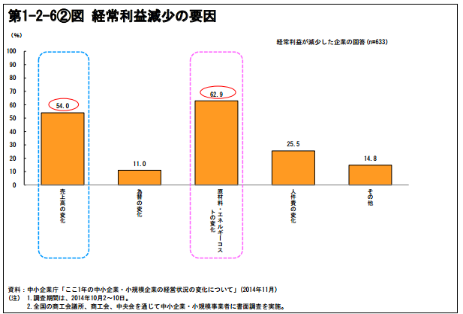 第1-2-6②図 経常利益減少の要因
(%)
経常利益が減少した企業の回答 (n=633)
100
90
80
70
60
50
40
30
20
10
0
54.0
11.0
62.9
25.5
14.8
売上高の変化
為替の変化
原材料・エネルギーコストの変化
人件費の変化
その他
資料:中小企業庁「ここ1年の中小企業・小規模企業の経営状況の変化について」(2014年11月)
(注) 1.調査期間は、2014年10月2~10日。
2.全国の商工会議所、商工会、中央会を通じて中小企業・小規模事業者に書面調査を実施。